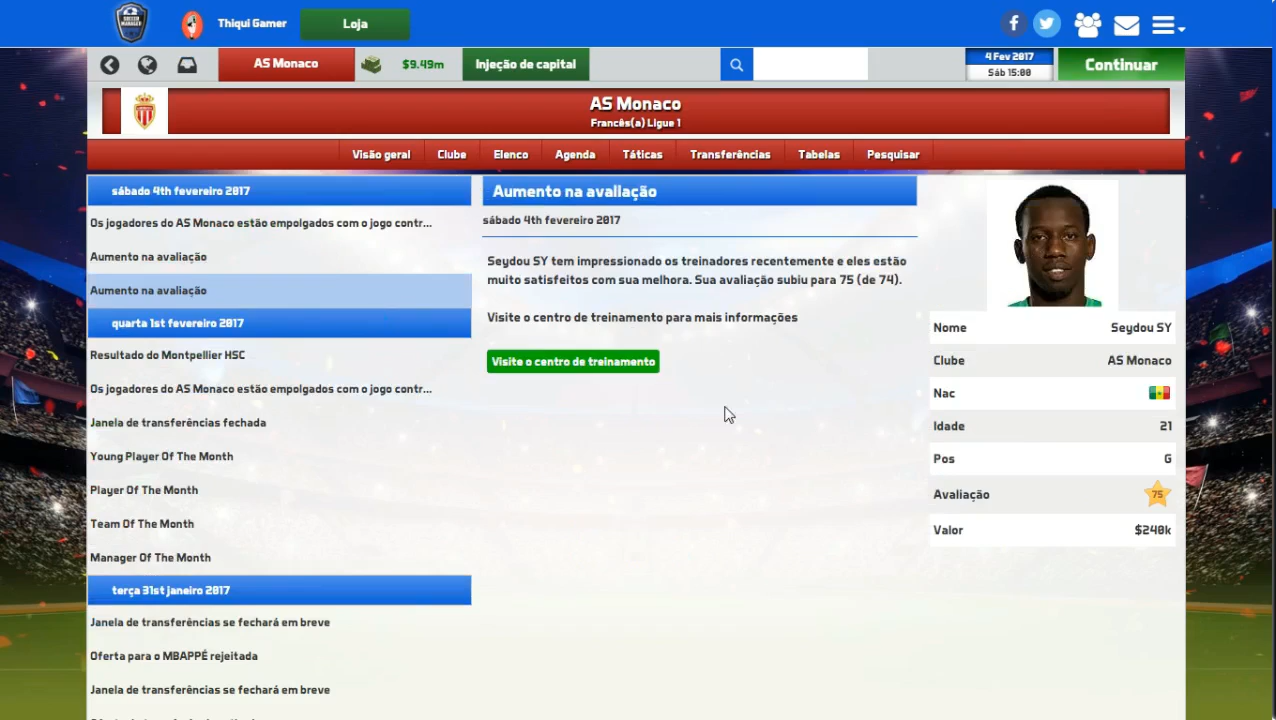 SOCCER MANAGER
Thiqui Gamer
Loja
AS Monaco
$9.49m
Injeção de capital
4 Fev 2017
Sáb 15:00
Continuar
AS Monaco
Francês(a) Ligue 1
Visão geral
Clube
Elenco
Agenda
Táticas
Transferências
Tabelas
Pesquisar
sábado 4th fevereiro 2017
Os jogadores do AS Monaco estão empolgados com o jogo contr...
Aumento na avaliação
Aumento na avaliação
quarta 1st fevereiro 2017
Resultado do Montpellier HSC
Os jogadores do AS Monaco estão empolgados com o jogo contr...
Janela de transferências fechada
Young Player Of The Month
Player Of The Month
Team Of The Month
Manager Of The Month
terça 31st janeiro 2017
Janela de transferências se fechará em breve
Oferta para o MBAPPÉ rejeitada
Janela de transferências se fechará em breve
Aumento na avaliação
sábado 4th fevereiro 2017
Seydou SY tem impressionado os treinadores recentemente e eles estão
muito satisfeitos com sua melhora. Sua avaliação subiu para 75 (de 74).
Visite o centro de treinamento para mais informações
Visite o centro de treinamento
Nome Seydou SY
Clube AS Monaco
Nac
Idade 21
Pos G
Avaliação 75
Valor $240k